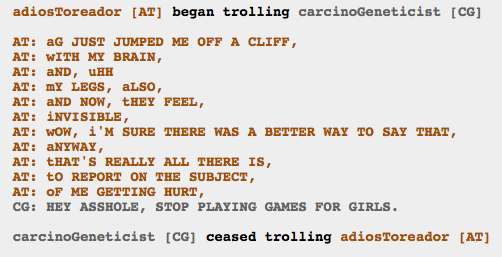 adiosToreador [AT] began trolling carcinoGeneticist [CG]
AT: aG JUST JUMPED ME OFF A CLIFF,
AT: wITH MY BRAIN,
AT: aND, uHH
AT: mY LEGS, aLSO,
AT: aND NOW, tHEY FEEL,
AT: iNVISIBLE,
AT: wOW, i'M SURE THERE WAS A BETTER WAY TO SAY THAT,
AT: aNYWAY,
AT: tHAT'S REALLY ALL THERE IS,
AT: tO REPORT ON THE SUBJECT,
AT: oF ME GETTING HURT,
CG: HEY ASSHOLE, STOP PLAYING GAMES FOR GIRLS.
carcinoGeneticist [CG] ceased trolling adiosToreador [AT]